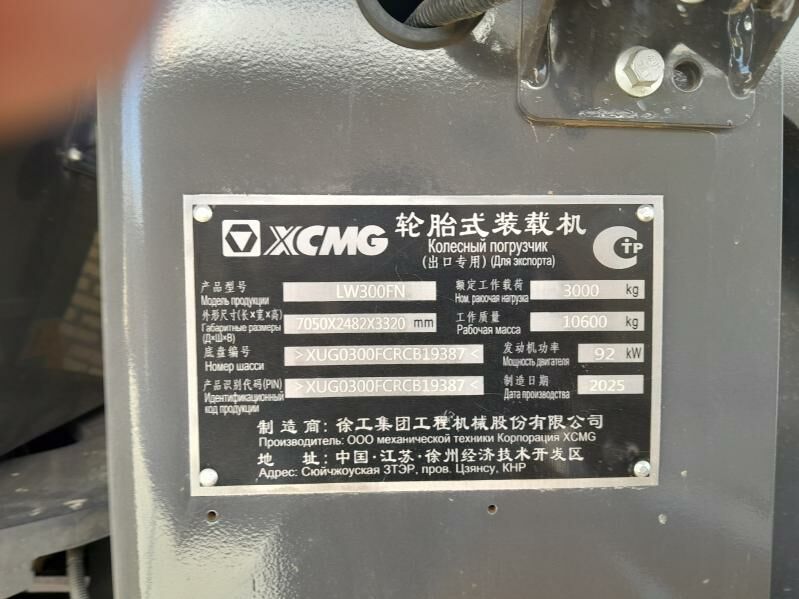 XCMG 轮胎式装载机
Колесный погрузчик
(出口专用) (Для экспорта)
СТР
产品型号
Модель продукции
LW300FN
额定工作载荷
Ном. рабочая нагрузка
3000 kg
外形尺寸(长×宽×高)
Габаритные размеры
(Д×Ш×В)
7050X2482X3320 mm
工作质量
Рабочая масса
10600 kg
底盘编号
Номер шасси
>XUG0300FCRCB19387<
发动机功率
Мощность двигателя
92 kW
产品识别代码(PIN)
Идентификационный
код продукции
>XUG0300FCRCB19387<
制造日期
Дата производства
2025
制造商: 徐工集团工程机械股份有限公司
Производитель: ООО механической техники Корпорация XCMG
地 址: 中国·江苏·徐州经济技术开发区
Адрес: Сюйчжоуская ЗТЭР, пров. Цзянсу, КНР